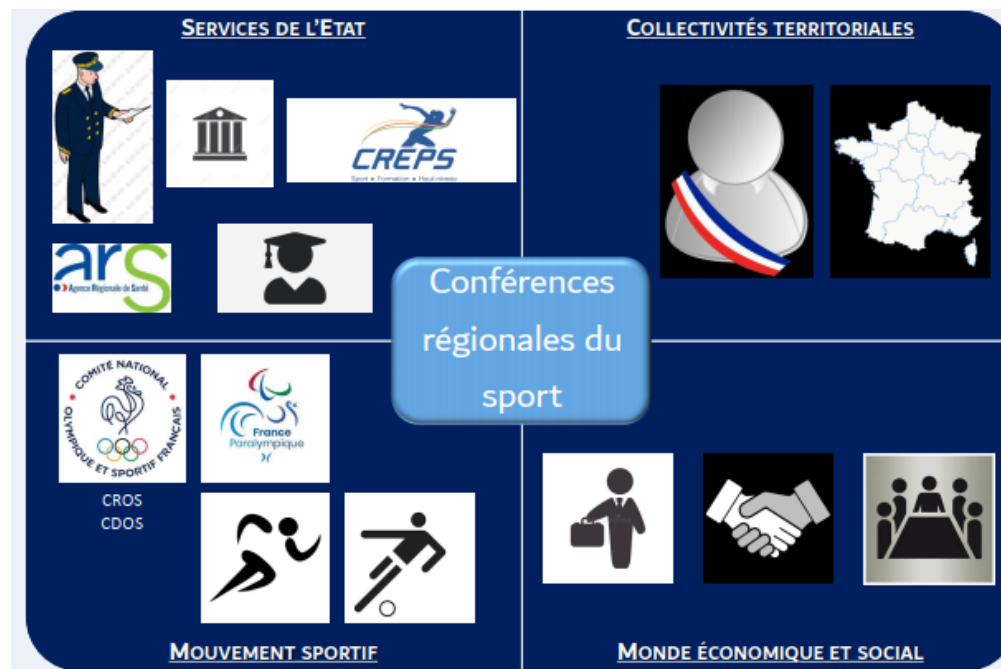 SERVICES DE L'ETAT
COLLECTIVITÉS TERRITORIALES
CREPS
Sport • Formation • Haut-niveau
ars
Agence Régionale de Santé
Conférences
régionales du
sport
COMITÉ NATIONAL
OLYMPIQUE ET SPORTIF FRANÇAIS
France
Paralympique
CROS
CDOS
MOUVEMENT SPORTIF
MONDE ÉCONOMIQUE ET SOCIAL